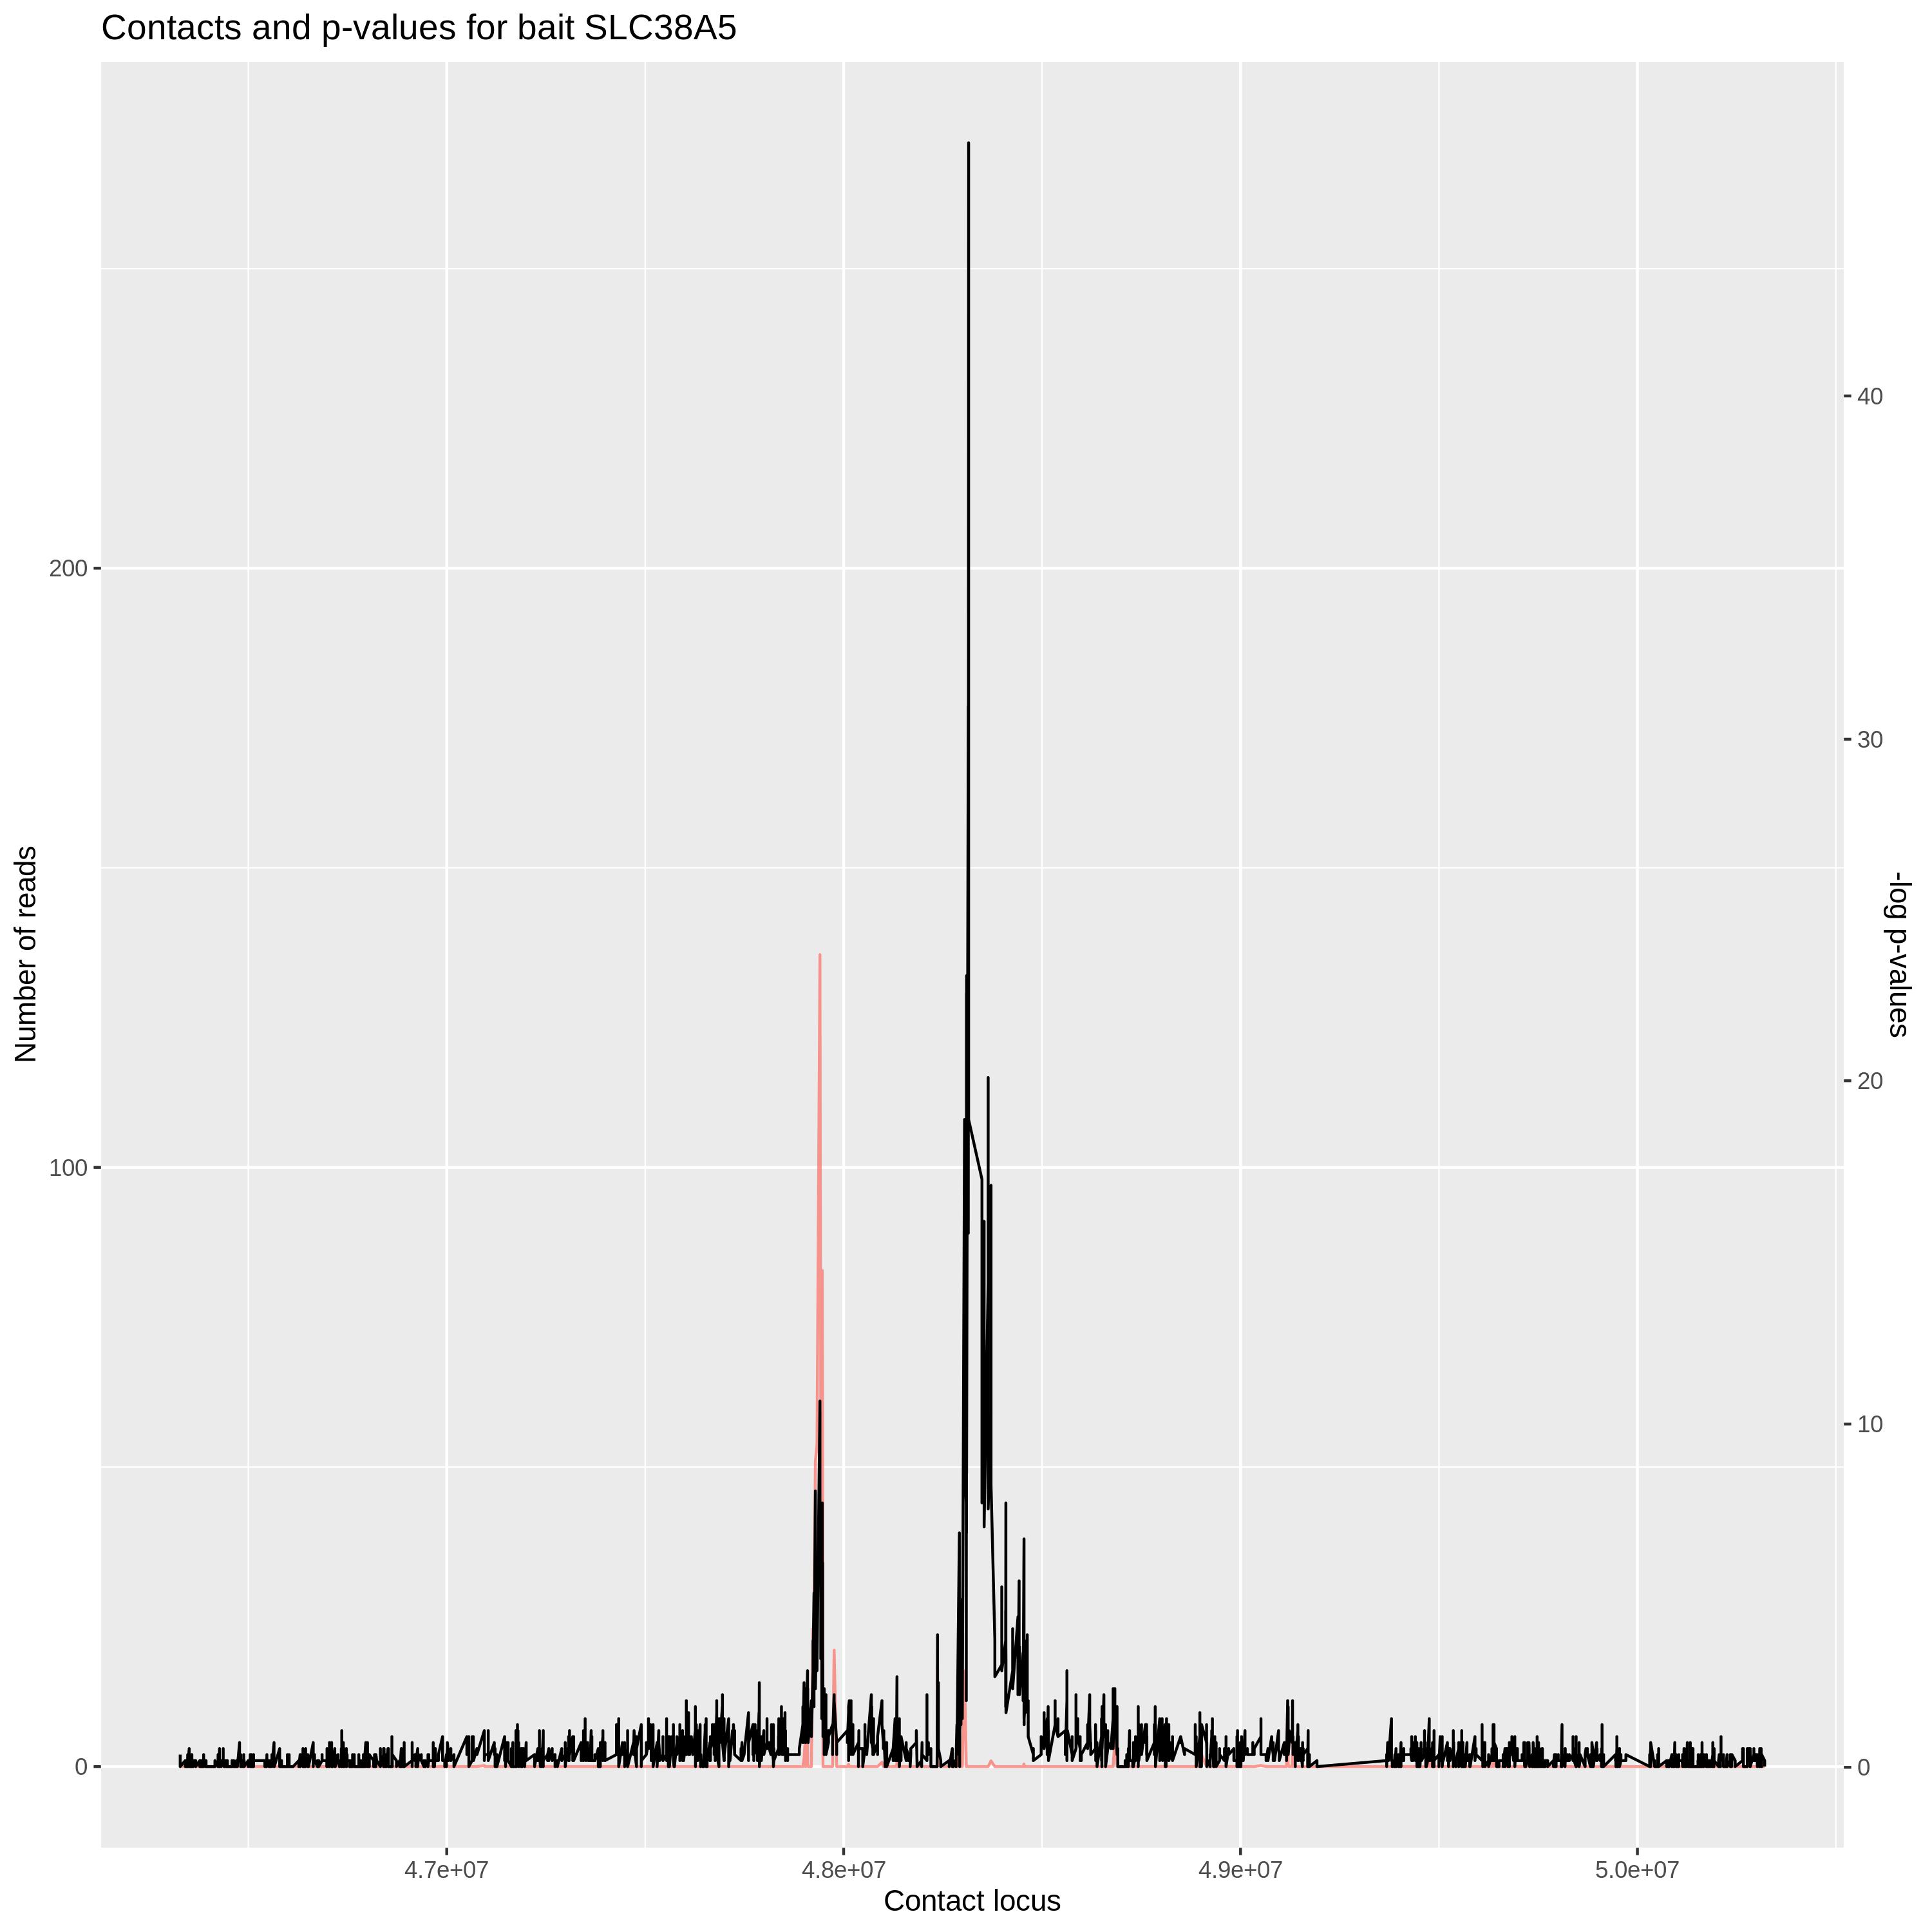 Contacts and p-values for bait SLC38A5
Number of reads
200
100
0
-log p-values
40
30
20
10
0
4.7e+07 4.8e+07 4.9e+07 5.0e+07
Contact locus